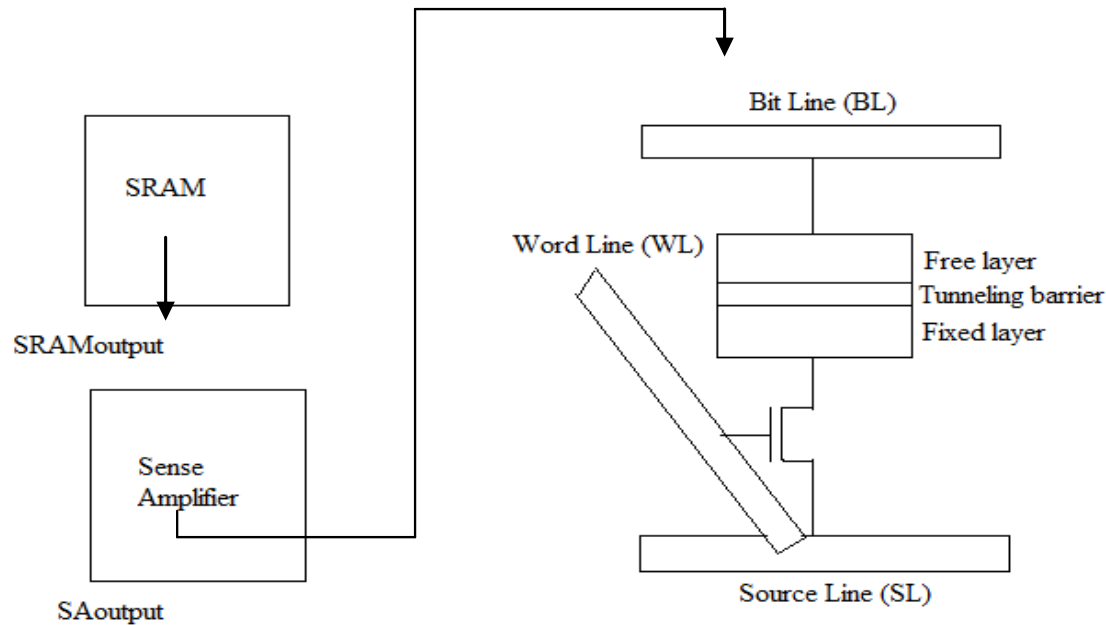 SRAM
SRAMoutput
Sense
Amplifier
SAoutput
Bit Line (BL)
Word Line (WL)
Free layer
Tunneling barrier
Fixed layer
Source Line (SL)